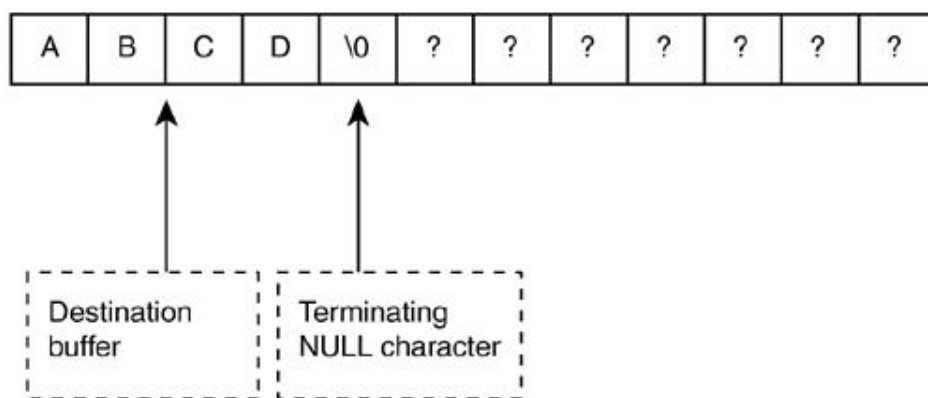 A B C D \0 ? ? ? ? ? ? ?
Destination
buffer
Terminating
NULL character